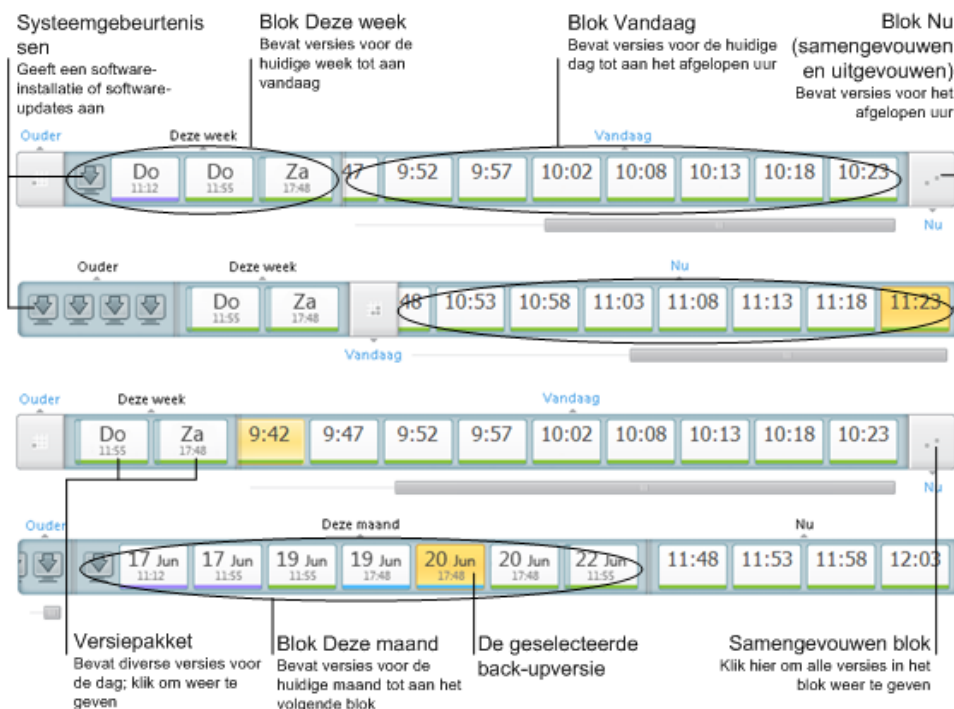 Systeemgebeurtenis
sen
Geeft een software-
installatie of software-
updates aan
Blok Deze week
Bevat versies voor de
huidige week tot aan
vandaag
Blok Vandaag
Bevat versies voor de huidige
dag tot aan het afgelopen uur
Blok Nu
(samengevouwen
en uitgevouwen)
Bevat versies voor het
afgelopen uur
Ouder Deze week Vandaag
Do Do Za 47 9:52 9:57 10:02 10:08 10:13 10:18 10:23
11:12 11:55 17:48
Nu
Ouder Deze week Nu
Do Za 48 10:53 10:58 11:03 11:08 11:13 11:18 11:23
11:55 17:48
Vandaag
Ouder Deze week Vandaag
Do Za 9:42 9:47 9:52 9:57 10:02 10:08 10:13 10:18 10:23
11:55 17:48
Nu
Ouder Deze maand Nu
17 Jun 17 Jun 19 Jun 19 Jun 20 Jun 20 Jun 22 Jun 11:48 11:53 11:58 12:03
11:12 11:55 11:55 17:48 17:48 17:48 11:55
Versiepakket
Bevat diverse versies voor
de dag; klik om weer te
geven
Blok Deze maand
Bevat versies voor de
huidige maand tot aan het
volgende blok
De geselecteerde
back-upversie
Samengevouwen blok
Klik hier om alle versies in het
blok weer te geven